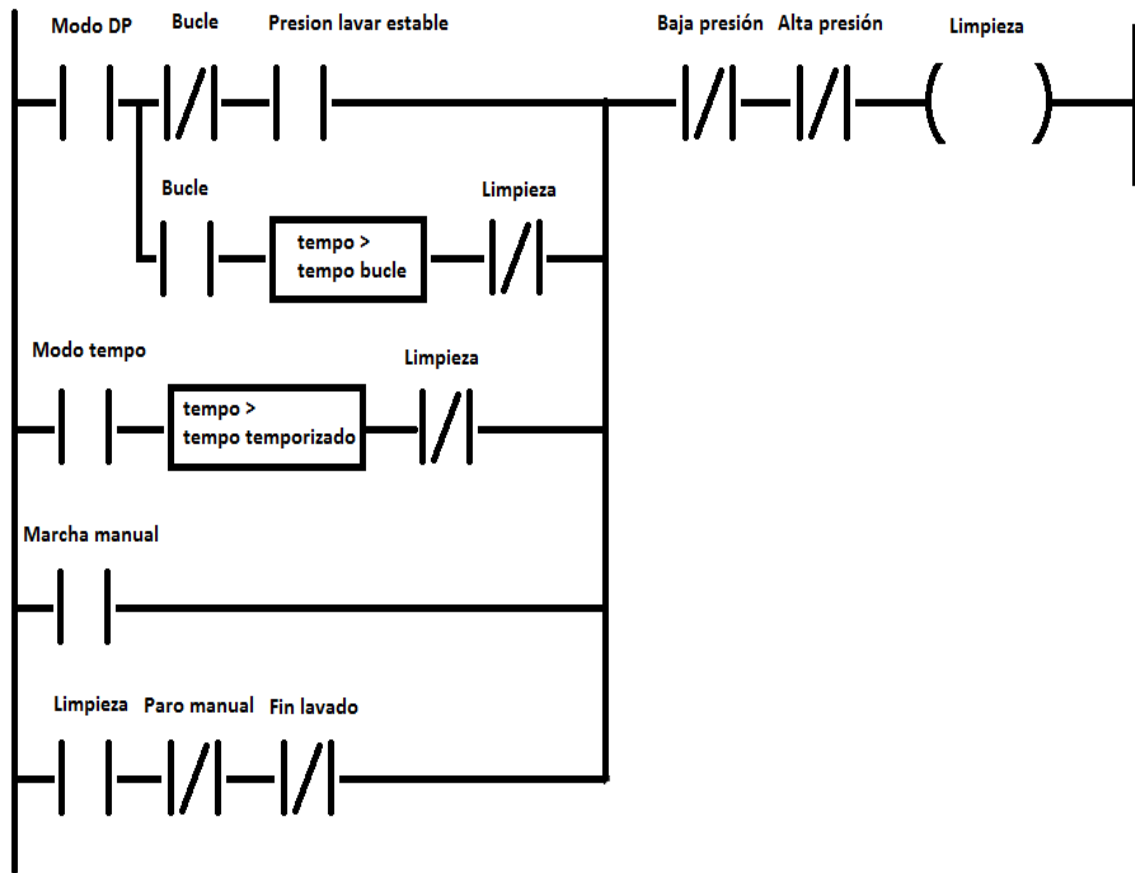 Modo DP
Bucle
Presion lavar estable
Baja presión
Alta presión
Limpieza
Bucle
tempo >
tempo bucle
Limpieza
Modo tempo
tempo >
tempo temporizado
Limpieza
Marcha manual
Limpieza
Paro manual
Fin lavado